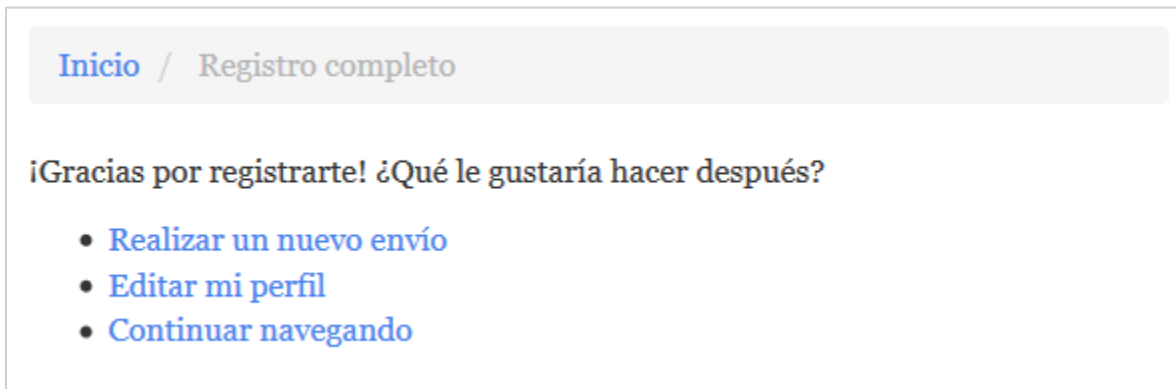 Inicio / Registro completo
¡Gracias por registrarte! ¿Qué le gustaría hacer después?
• Realizar un nuevo envío
• Editar mi perfil
• Continuar navegando